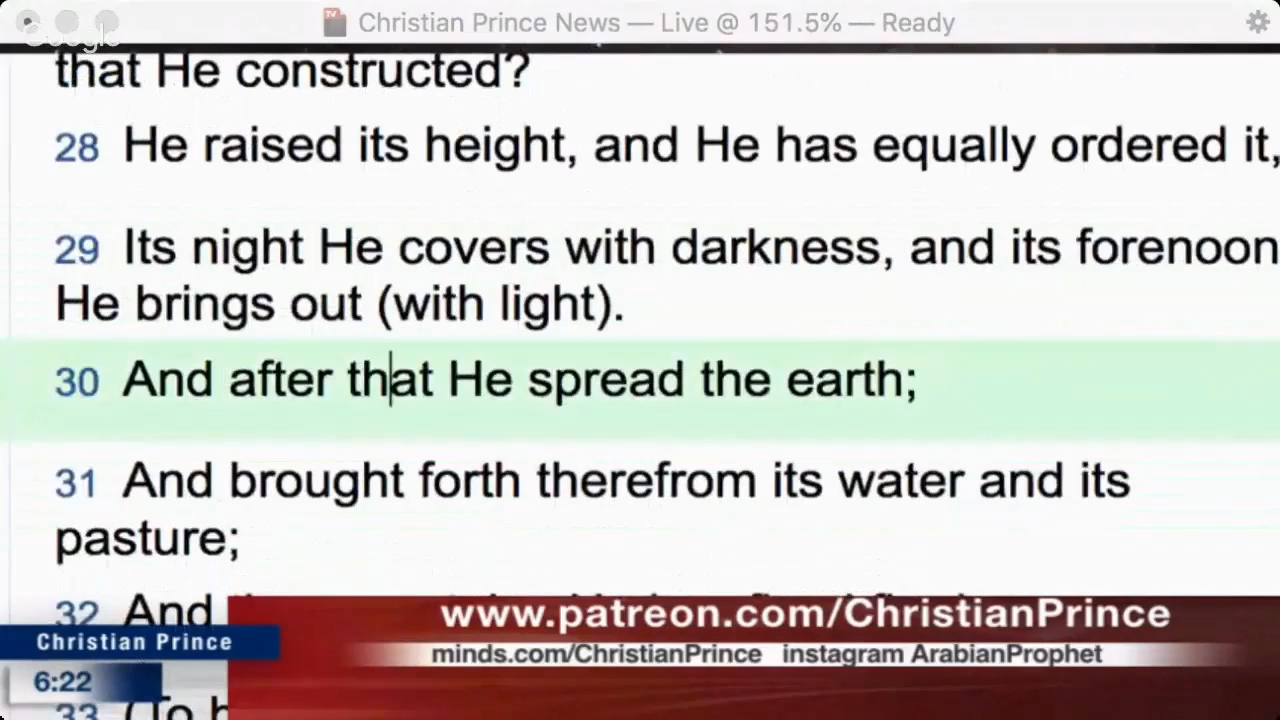 Christian Prince News — Live @ 151.5% — Ready
Google
that He constructed?
28 He raised its height, and He has equally ordered it,
29 Its night He covers with darkness, and its forenoon
He brings out (with light).
30 And after that He spread the earth;
31 And brought forth therefrom its water and its
pasture;
32 And
www.patreon.com/ChristianPrince
Christian Prince
minds.com/ChristianPrince instagram ArabianProphet
6:22
33 (To